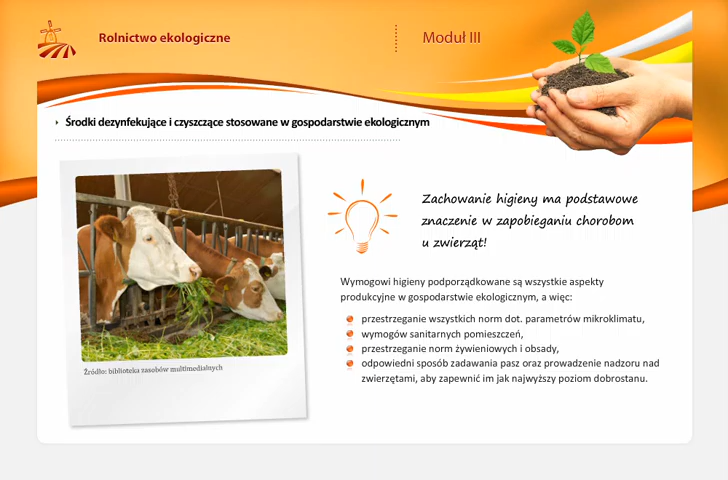 Rolnictwo ekologiczne
Moduł III
Środki dezynfekujące i czyszczące stosowane w gospodarstwie ekologicznym
Zachowanie higieny ma podstawowe
znaczenie w zapobieganiu chorobom
u zwierząt!
Wymogowi higieny podporządkowane są wszystkie aspekty
produkcyjne w gospodarstwie ekologicznym, a więc:
przestrzeganie wszystkich norm dot. parametrów mikroklimatu,
wymogów sanitarnych pomieszczeń,
przestrzeganie norm żywieniowych i obsady,
odpowiedni sposób zadawania pasz oraz prowadzenie nadzoru nad
zwierzętami, aby zapewnić im jak najwyższy poziom dobrostanu.
Źródło: biblioteka zasobów multimedialnych